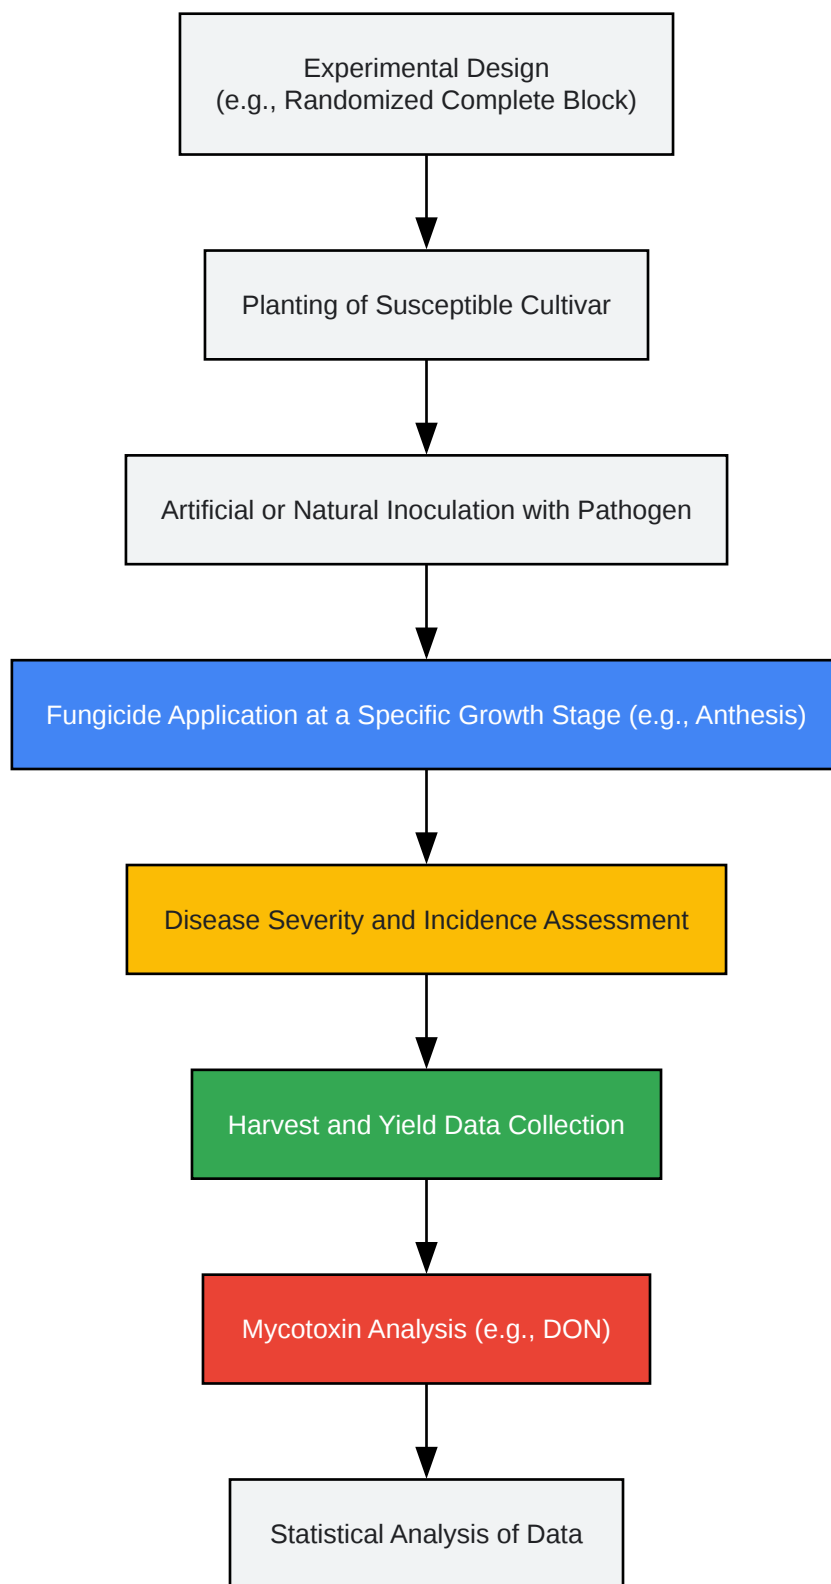 Experimental Design
(e.g., Randomized Complete Block)
Planting of Susceptible Cultivar
Artificial or Natural Inoculation with Pathogen
Fungicide Application at a Specific Growth Stage (e.g., Anthesis)
Disease Severity and Incidence Assessment
Harvest and Yield Data Collection
Mycotoxin Analysis (e.g., DON)
Statistical Analysis of Data